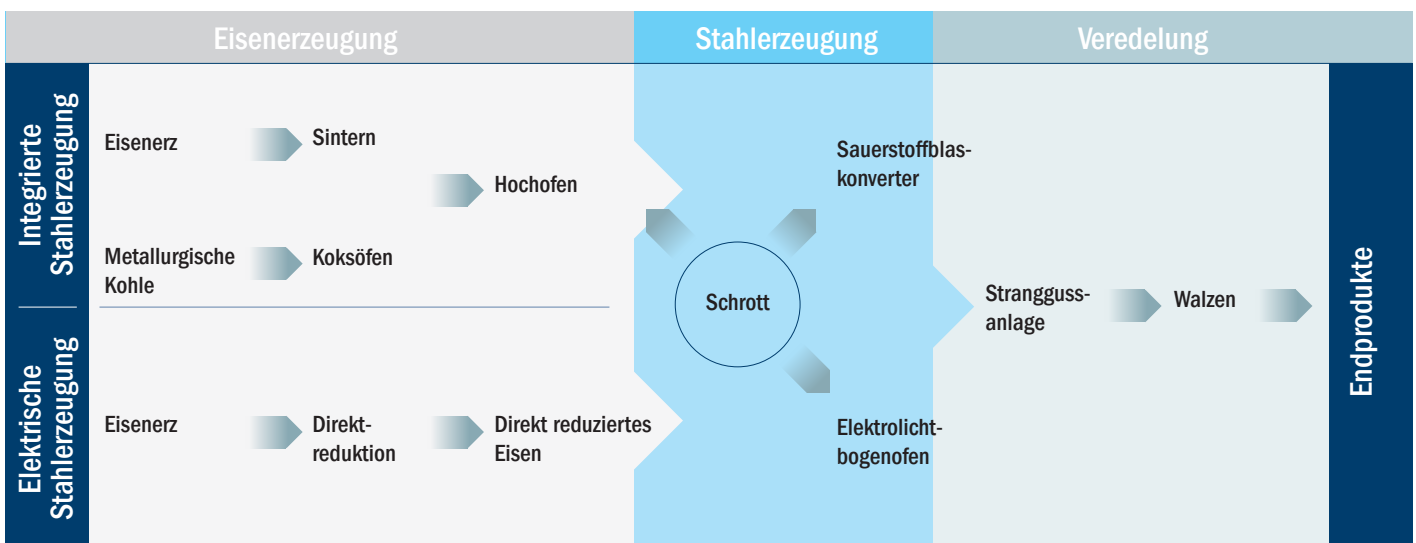 Eisenerzeugung
Stahlerzeugung
Veredelung
Integrierte
Stahlerzeugung
Eisenerz
Sintern
Hochofen
Metallurgische
Kohle
Koksöfen
Elektrische
Stahlerzeugung
Eisenerz
Direkt-
reduktion
Direkt reduziertes
Eisen
Sauerstoffblas-
konverter
Schrott
Elektrolicht-
bogenofen
Strangguss-
anlage
Walzen
Endprodukte